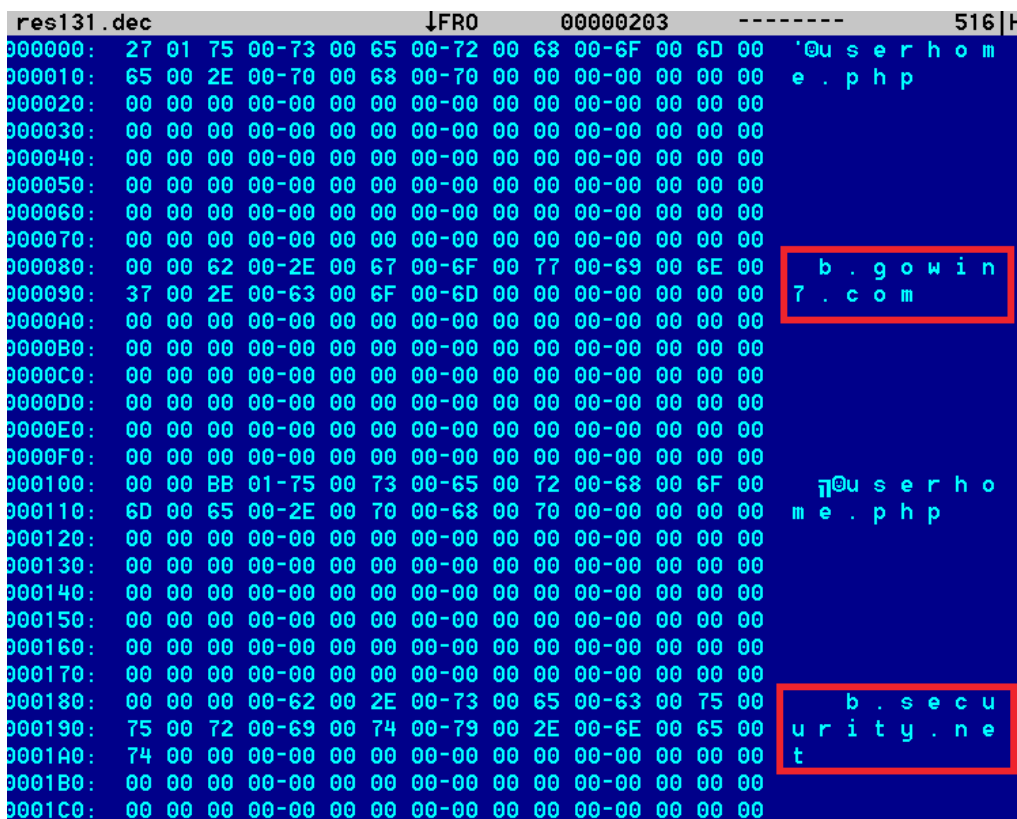 res131.dec ↓FRO 00000203 -------- 516|H
000000: 27 01 75 00-73 00 65 00-72 00 68 00-6F 00 6D 00 '☺u s e r h o m
000010: 65 00 2E 00-70 00 68 00-70 00 00 00-00 00 00 00 e . p h p
000020: 00 00 00 00-00 00 00 00-00 00 00 00-00 00 00 00
000030: 00 00 00 00-00 00 00 00-00 00 00 00-00 00 00 00
000040: 00 00 00 00-00 00 00 00-00 00 00 00-00 00 00 00
000050: 00 00 00 00-00 00 00 00-00 00 00 00-00 00 00 00
000060: 00 00 00 00-00 00 00 00-00 00 00 00-00 00 00 00
000070: 00 00 00 00-00 00 00 00-00 00 00 00-00 00 00 00
000080: 00 00 62 00-2E 00 67 00-6F 00 77 00-69 00 6E 00 b . g o w i n
000090: 37 00 2E 00-63 00 6F 00-6D 00 00 00-00 00 00 00 7 . c o m
0000A0: 00 00 00 00-00 00 00 00-00 00 00 00-00 00 00 00
0000B0: 00 00 00 00-00 00 00 00-00 00 00 00-00 00 00 00
0000C0: 00 00 00 00-00 00 00 00-00 00 00 00-00 00 00 00
0000D0: 00 00 00 00-00 00 00 00-00 00 00 00-00 00 00 00
0000E0: 00 00 00 00-00 00 00 00-00 00 00 00-00 00 00 00
0000F0: 00 00 00 00-00 00 00 00-00 00 00 00-00 00 00 00
000100: 00 00 BB 01-75 00 73 00-65 00 72 00-68 00 6F 00 ╗☺u s e r h o
000110: 6D 00 65 00-2E 00 70 00-68 00 70 00-00 00 00 00 m e . p h p
000120: 00 00 00 00-00 00 00 00-00 00 00 00-00 00 00 00
000130: 00 00 00 00-00 00 00 00-00 00 00 00-00 00 00 00
000140: 00 00 00 00-00 00 00 00-00 00 00 00-00 00 00 00
000150: 00 00 00 00-00 00 00 00-00 00 00 00-00 00 00 00
000160: 00 00 00 00-00 00 00 00-00 00 00 00-00 00 00 00
000170: 00 00 00 00-00 00 00 00-00 00 00 00-00 00 00 00
000180: 00 00 00 00-62 00 2E 00-73 00 65 00-63 00 75 00 b . s e c u
000190: 75 00 72 00-69 00 74 00-79 00 2E 00-6E 00 65 00 u r i t y . n e
0001A0: 74 00 00 00-00 00 00 00-00 00 00 00-00 00 00 00 t
0001B0: 00 00 00 00-00 00 00 00-00 00 00 00-00 00 00 00
0001C0: 00 00 00 00-00 00 00 00-00 00 00 00-00 00 00 00